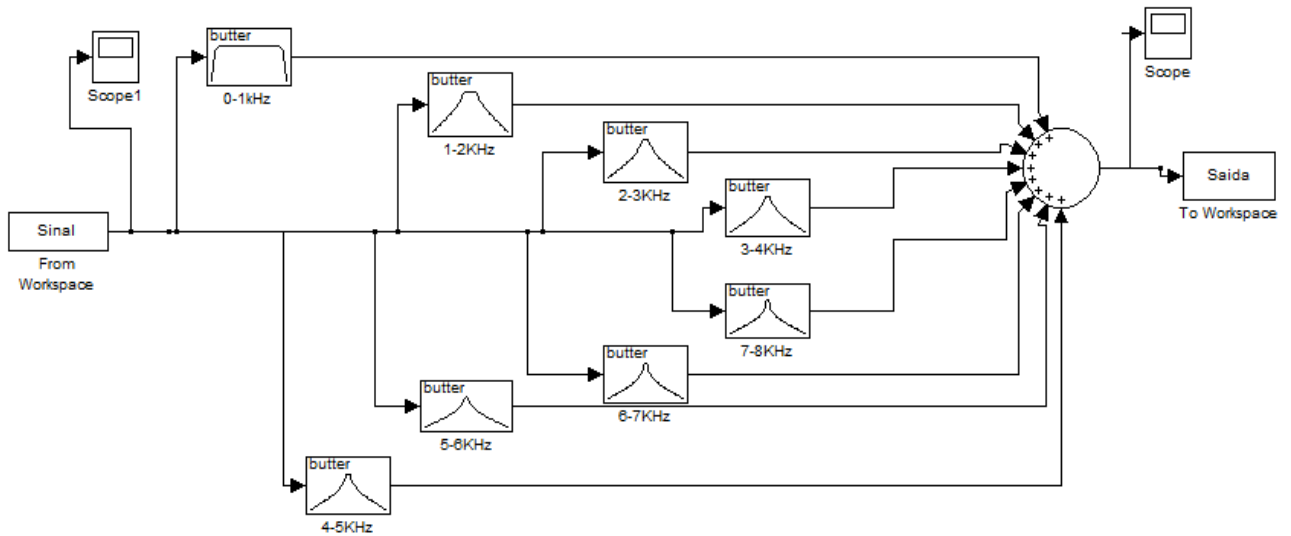 butter
Scope1
0-1kHz
Scope
butter
1-2KHz
butter
2-3KHz
+
+
+
+
+
+
+
+
Saida
To Workspace
butter
3-4KHz
Sinal
From
Workspace
butter
7-8KHz
butter
6-7KHz
butter
5-6KHz
butter
4-5KHz